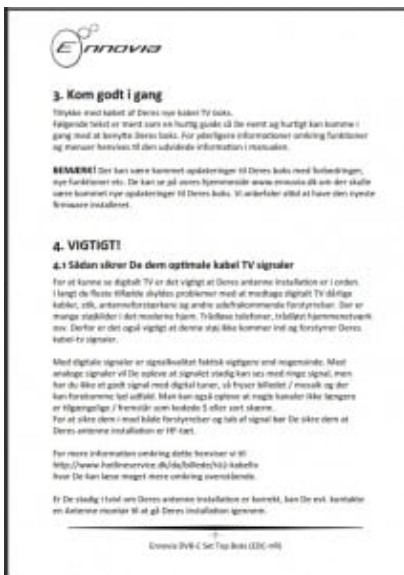 Ennovia
3. Kom godt i gang
Tillykke med købet af Deres nye kabel TV boks.
Følgende tekst er ment som en hurtig guide så De nemt og hurtigt kan komme i
gang med at benytte Deres boks. For yderligere informationer omkring funktioner
og menuer henvises til den udvidede information i manualen.
BEMÆRK! Der kan være kommet opdateringer til Deres boks med forbedringer,
nye funktioner etc. De kan se på vores hjemmeside www.ennovia.dk om der skulle
være kommet nye opdateringer til Deres boks. Vi anbefaler altid at have den nyeste
firmware installeret.
4. VIGTIGT!
4.1 Sådan sikrer De dem optimale kabel TV signaler
For at kunne se digitalt TV er det vigtigt at Deres antenne installation er i orden.
I langt de fleste tilfælde skyldes problemer med at modtage digitalt TV dårlige
kabler, stik, antenneforstærkere og andre udefrakommende forstyrrelser. Der er
mange støjkilder i det moderne hjem. Trådløse telefoner, trådløst hjemmenetværk
osv. Derfor er det også vigtigt at denne støj ikke kommer ind og forstyrrer Deres
kabel-tv signaler.
Med digitale signaler er signalkvalitet faktisk vigtigere end nogensinde. Med
analoge signaler vil De opleve at signalet stadig kan ses med ringe signal, men
har du ikke et godt signal med digital tuner, så fryser billedet / mosaik og der
kan forekomme lyd udfald. Man kan også opleve at nogle kanaler ikke længere
er tilgængelige / fremstår som kodede S eller sort skærm.
For at sikre dem i mod både forstyrrelser og tab af signal bør De sikre dem at
Deres antenne installation er HF-tæt.
For mere information omkring dette henviser vi til
hvor De kan læse meget mere omkring ovenstående.
Er De stadig i tvivl om Deres antenne installation er korrekt, kan De evt. kontakte
en Antenne montør til at gå Deres installation igennem.
Ennovia DVB-C Set Top Boks